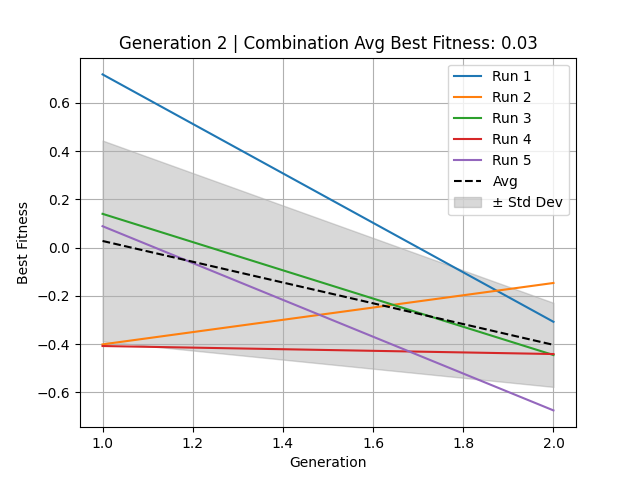 Generation 2 | Combination Avg Best Fitness: 0.03
Best Fitness
0.6
0.4
0.2
0.0
−0.2
−0.4
−0.6
Run 1
Run 2
Run 3
Run 4
Run 5
Avg
± Std Dev
1.0 1.2 1.4 1.6 1.8 2.0
Generation